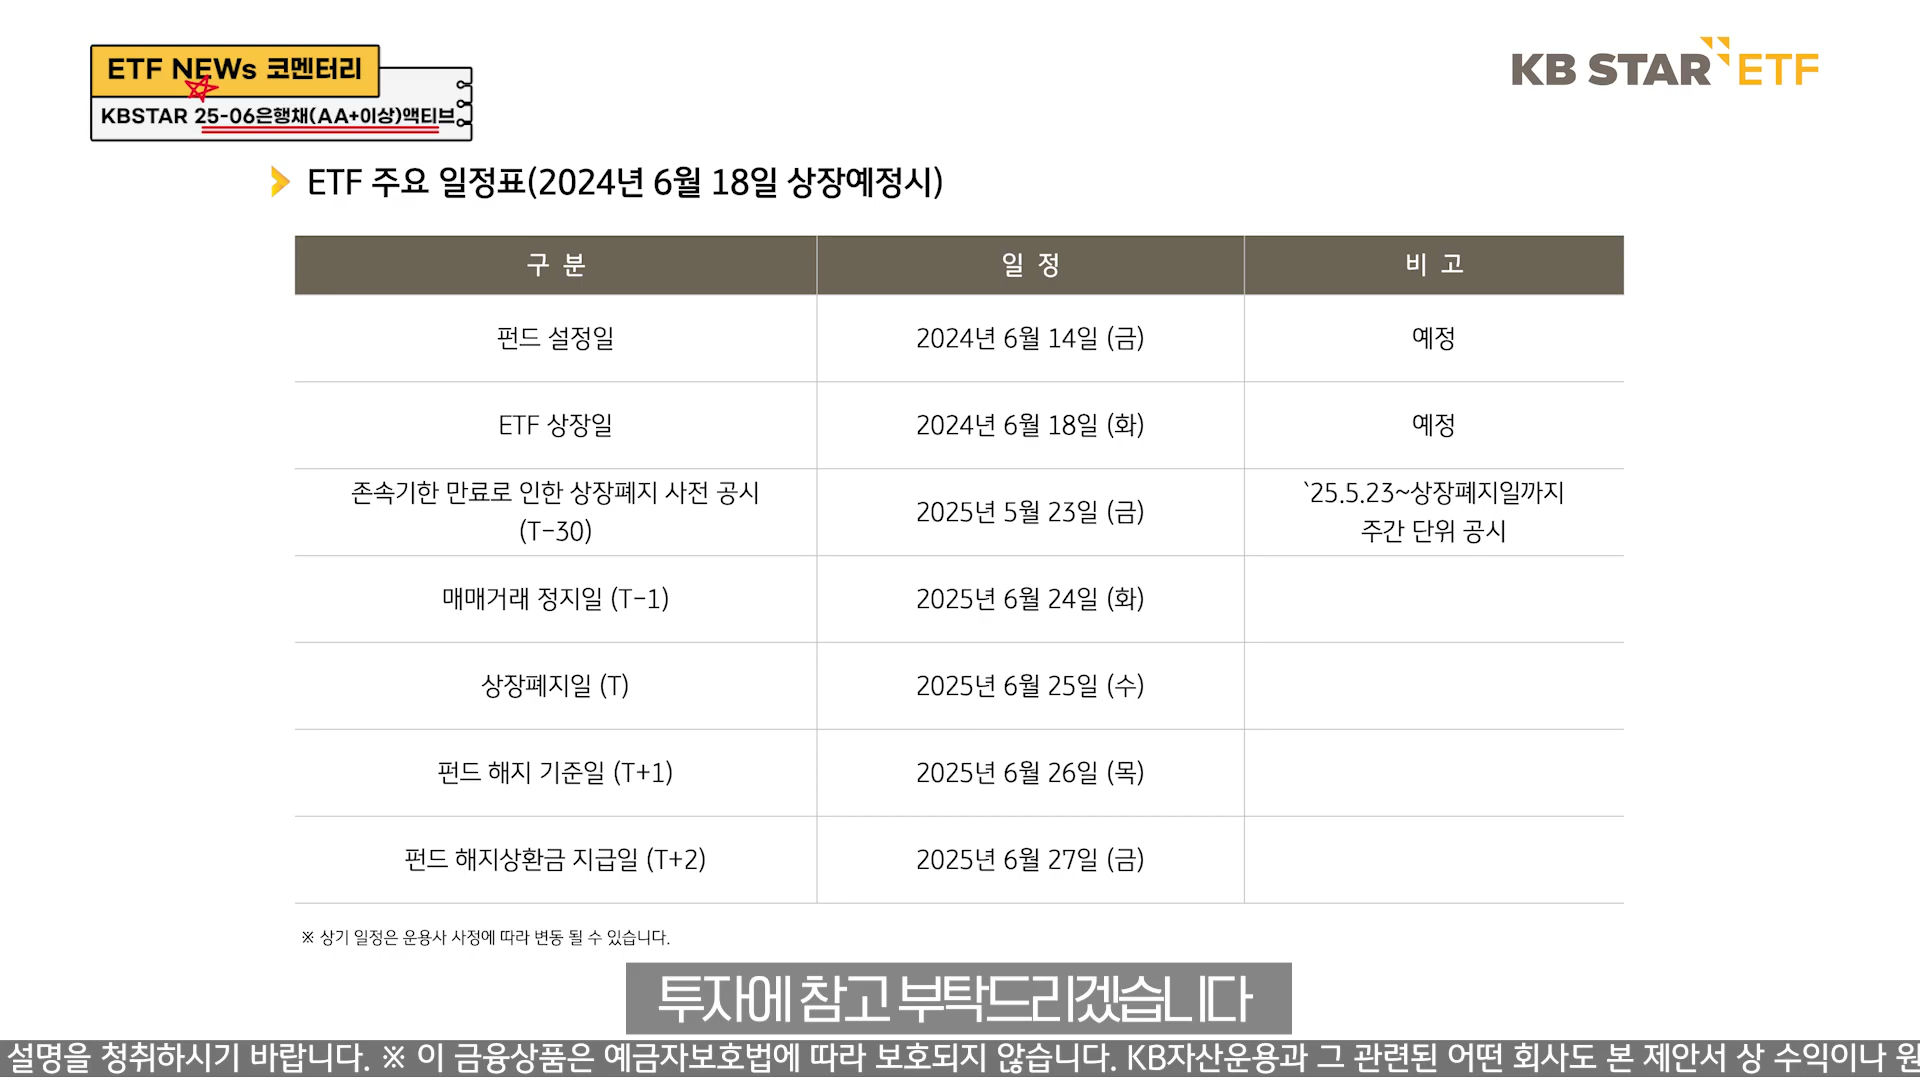 ETF NEWs 코멘터리
KBSTAR 25-06은행채(AA+이상)액티브
KB STAR ETF
ETF 주요 일정표(2024년 6월 18일 상장예정시)
구 분 일 정 비 고
펀드 설정일 2024년 6월 14일 (금) 예정
ETF 상장일 2024년 6월 18일 (화) 예정
존속기한 만료로 인한 상장폐지 사전 공시
(T-30)
2025년 5월 23일 (금)
`25.5.23~상장폐지일까지
주간 단위 공시
매매거래 정지일 (T-1) 2025년 6월 24일 (화)
상장폐지일 (T) 2025년 6월 25일 (수)
펀드 해지 기준일 (T+1) 2025년 6월 26일 (목)
펀드 해지상환금 지급일 (T+2) 2025년 6월 27일 (금)
※ 상기 일정은 운용사 사정에 따라 변동 될 수 있습니다.
투자에 참고 부탁드리겠습니다
설명을 청취하시기 바랍니다. ※ 이 금융상품은 예금자보호법에 따라 보호되지 않습니다. KB자산운용과 그 관련된 어떤 회사도 본 제안서 상 수익이나 원